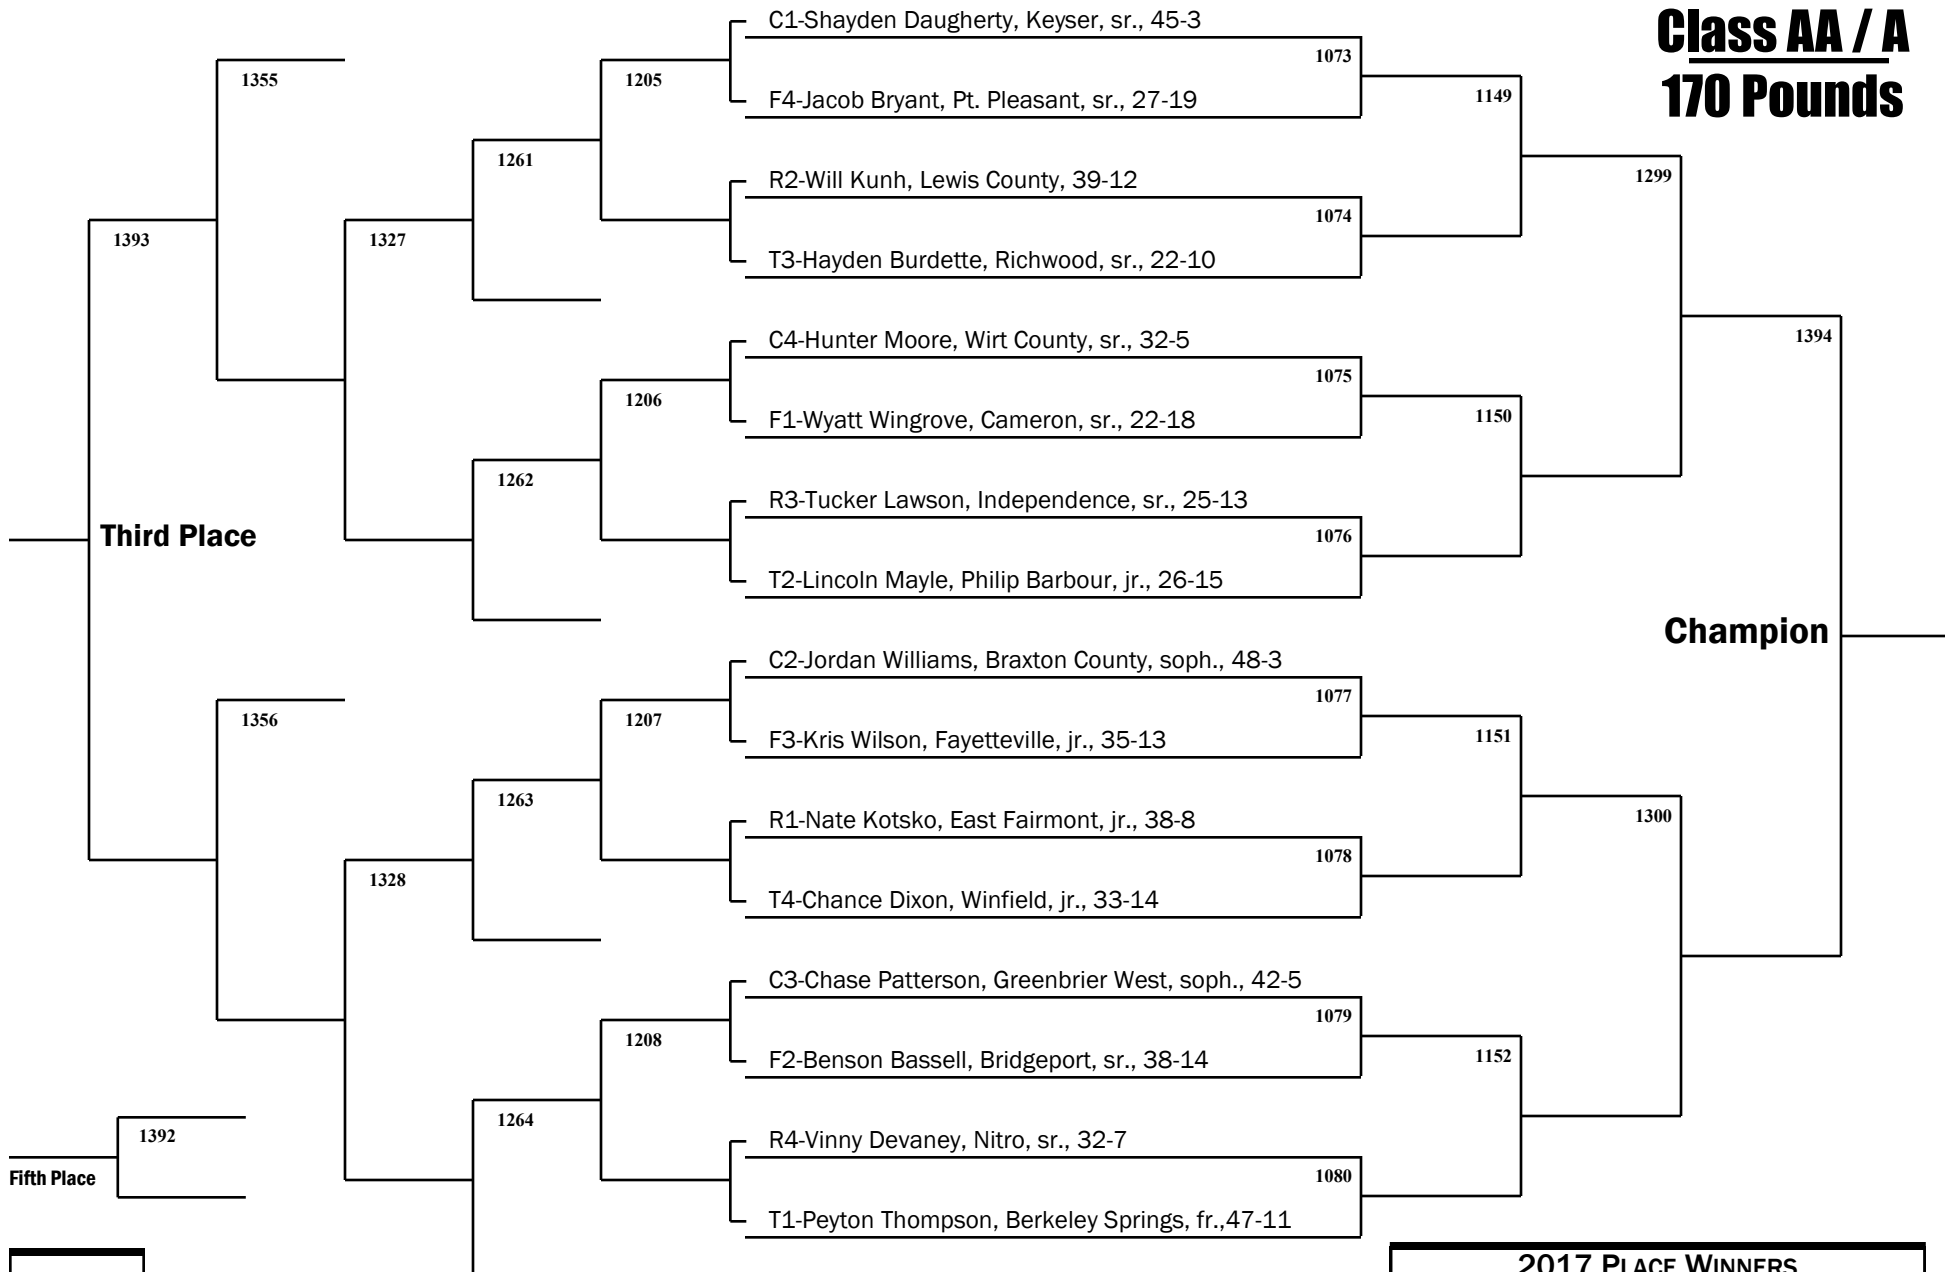 Class AA / A
170 Pounds
C1-Shayden Daugherty, Keyser, sr., 45-3
1073
1355
1205
F4-Jacob Bryant, Pt. Pleasant, sr., 27-19
1149
1261
R2-Will Kunh, Lewis County, 39-12
1299
1074
1393
1327
T3-Hayden Burdette, Richwood, sr., 22-10
C4-Hunter Moore, Wirt County, sr., 32-5
1394
1075
1206
F1-Wyatt Wingrove, Cameron, sr., 22-18
1150
1262
R3-Tucker Lawson, Independence, sr., 25-13
Third Place
1076
T2-Lincoln Mayle, Philip Barbour, jr., 26-15
Champion
C2-Jordan Williams, Braxton County, soph., 48-3
1077
1356
1207
F3-Kris Wilson, Fayetteville, jr., 35-13
1151
1263
R1-Nate Kotsko, East Fairmont, jr., 38-8
1300
1078
1328
T4-Chance Dixon, Winfield, jr., 33-14
C3-Chase Patterson, Greenbrier West, soph., 42-5
1079
1208
F2-Benson Bassell, Bridgeport, sr., 38-14
1152
1264
1392
R4-Vinny Devaney, Nitro, sr., 32-7
Fifth Place
1080
T1-Peyton Thompson, Berkeley Springs, fr.,47-11
2017 PLACE WINNERS